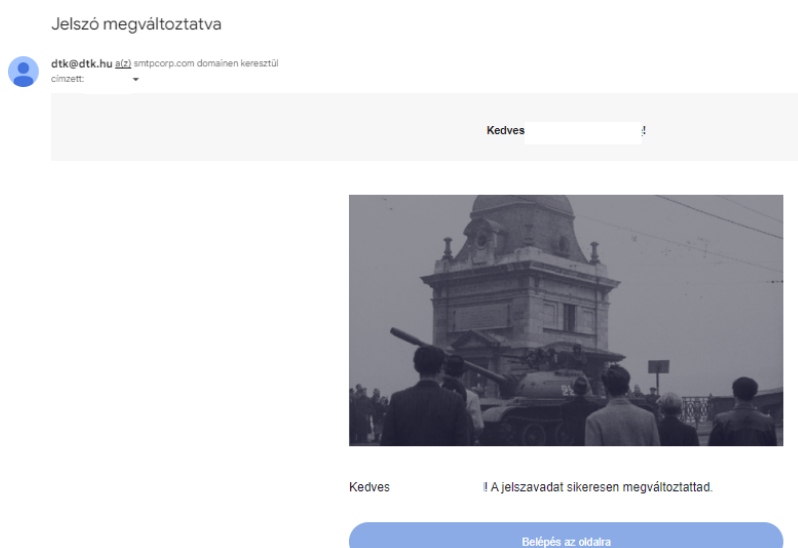 Jelszó megváltoztatva
dtk@dtk.hu a(z) smtpcorp.com domainen keresztül
címzett:
Kedves !
Kedves ! A jelszavadat sikeresen megváltoztattad.
Belépés az oldalra